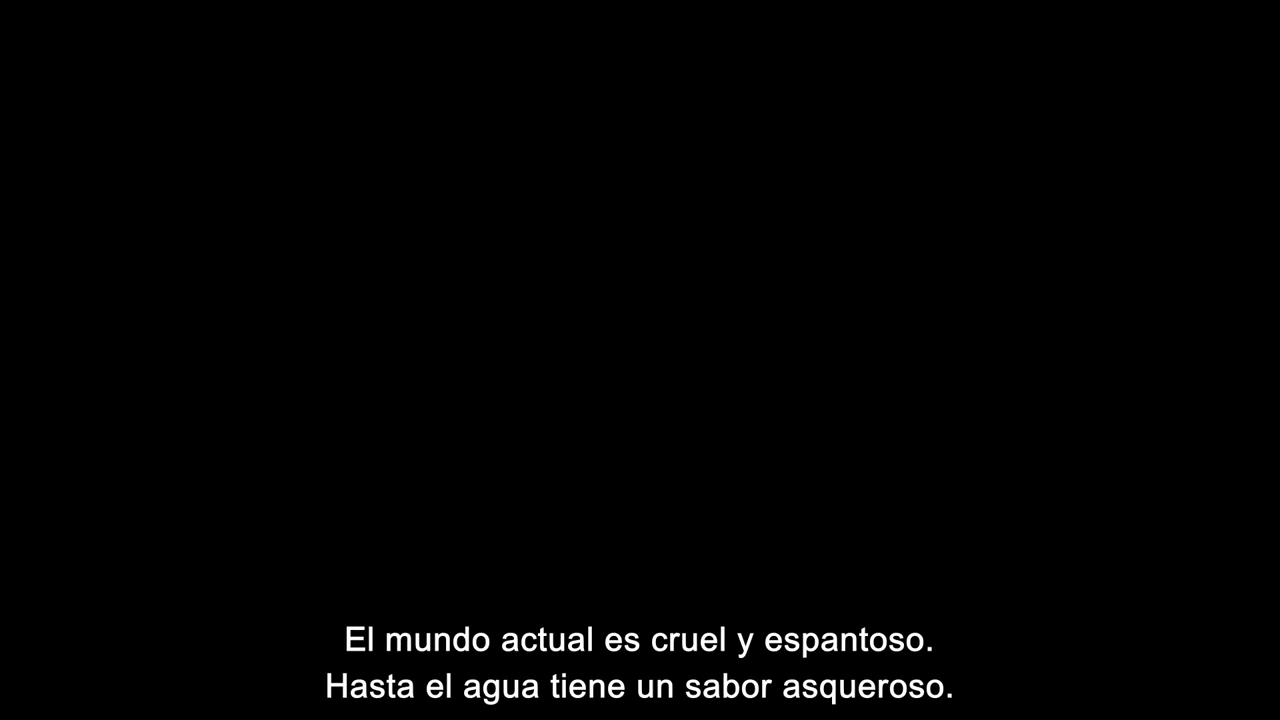 El mundo actual es cruel y espantoso.
Hasta el agua tiene un sabor asqueroso.